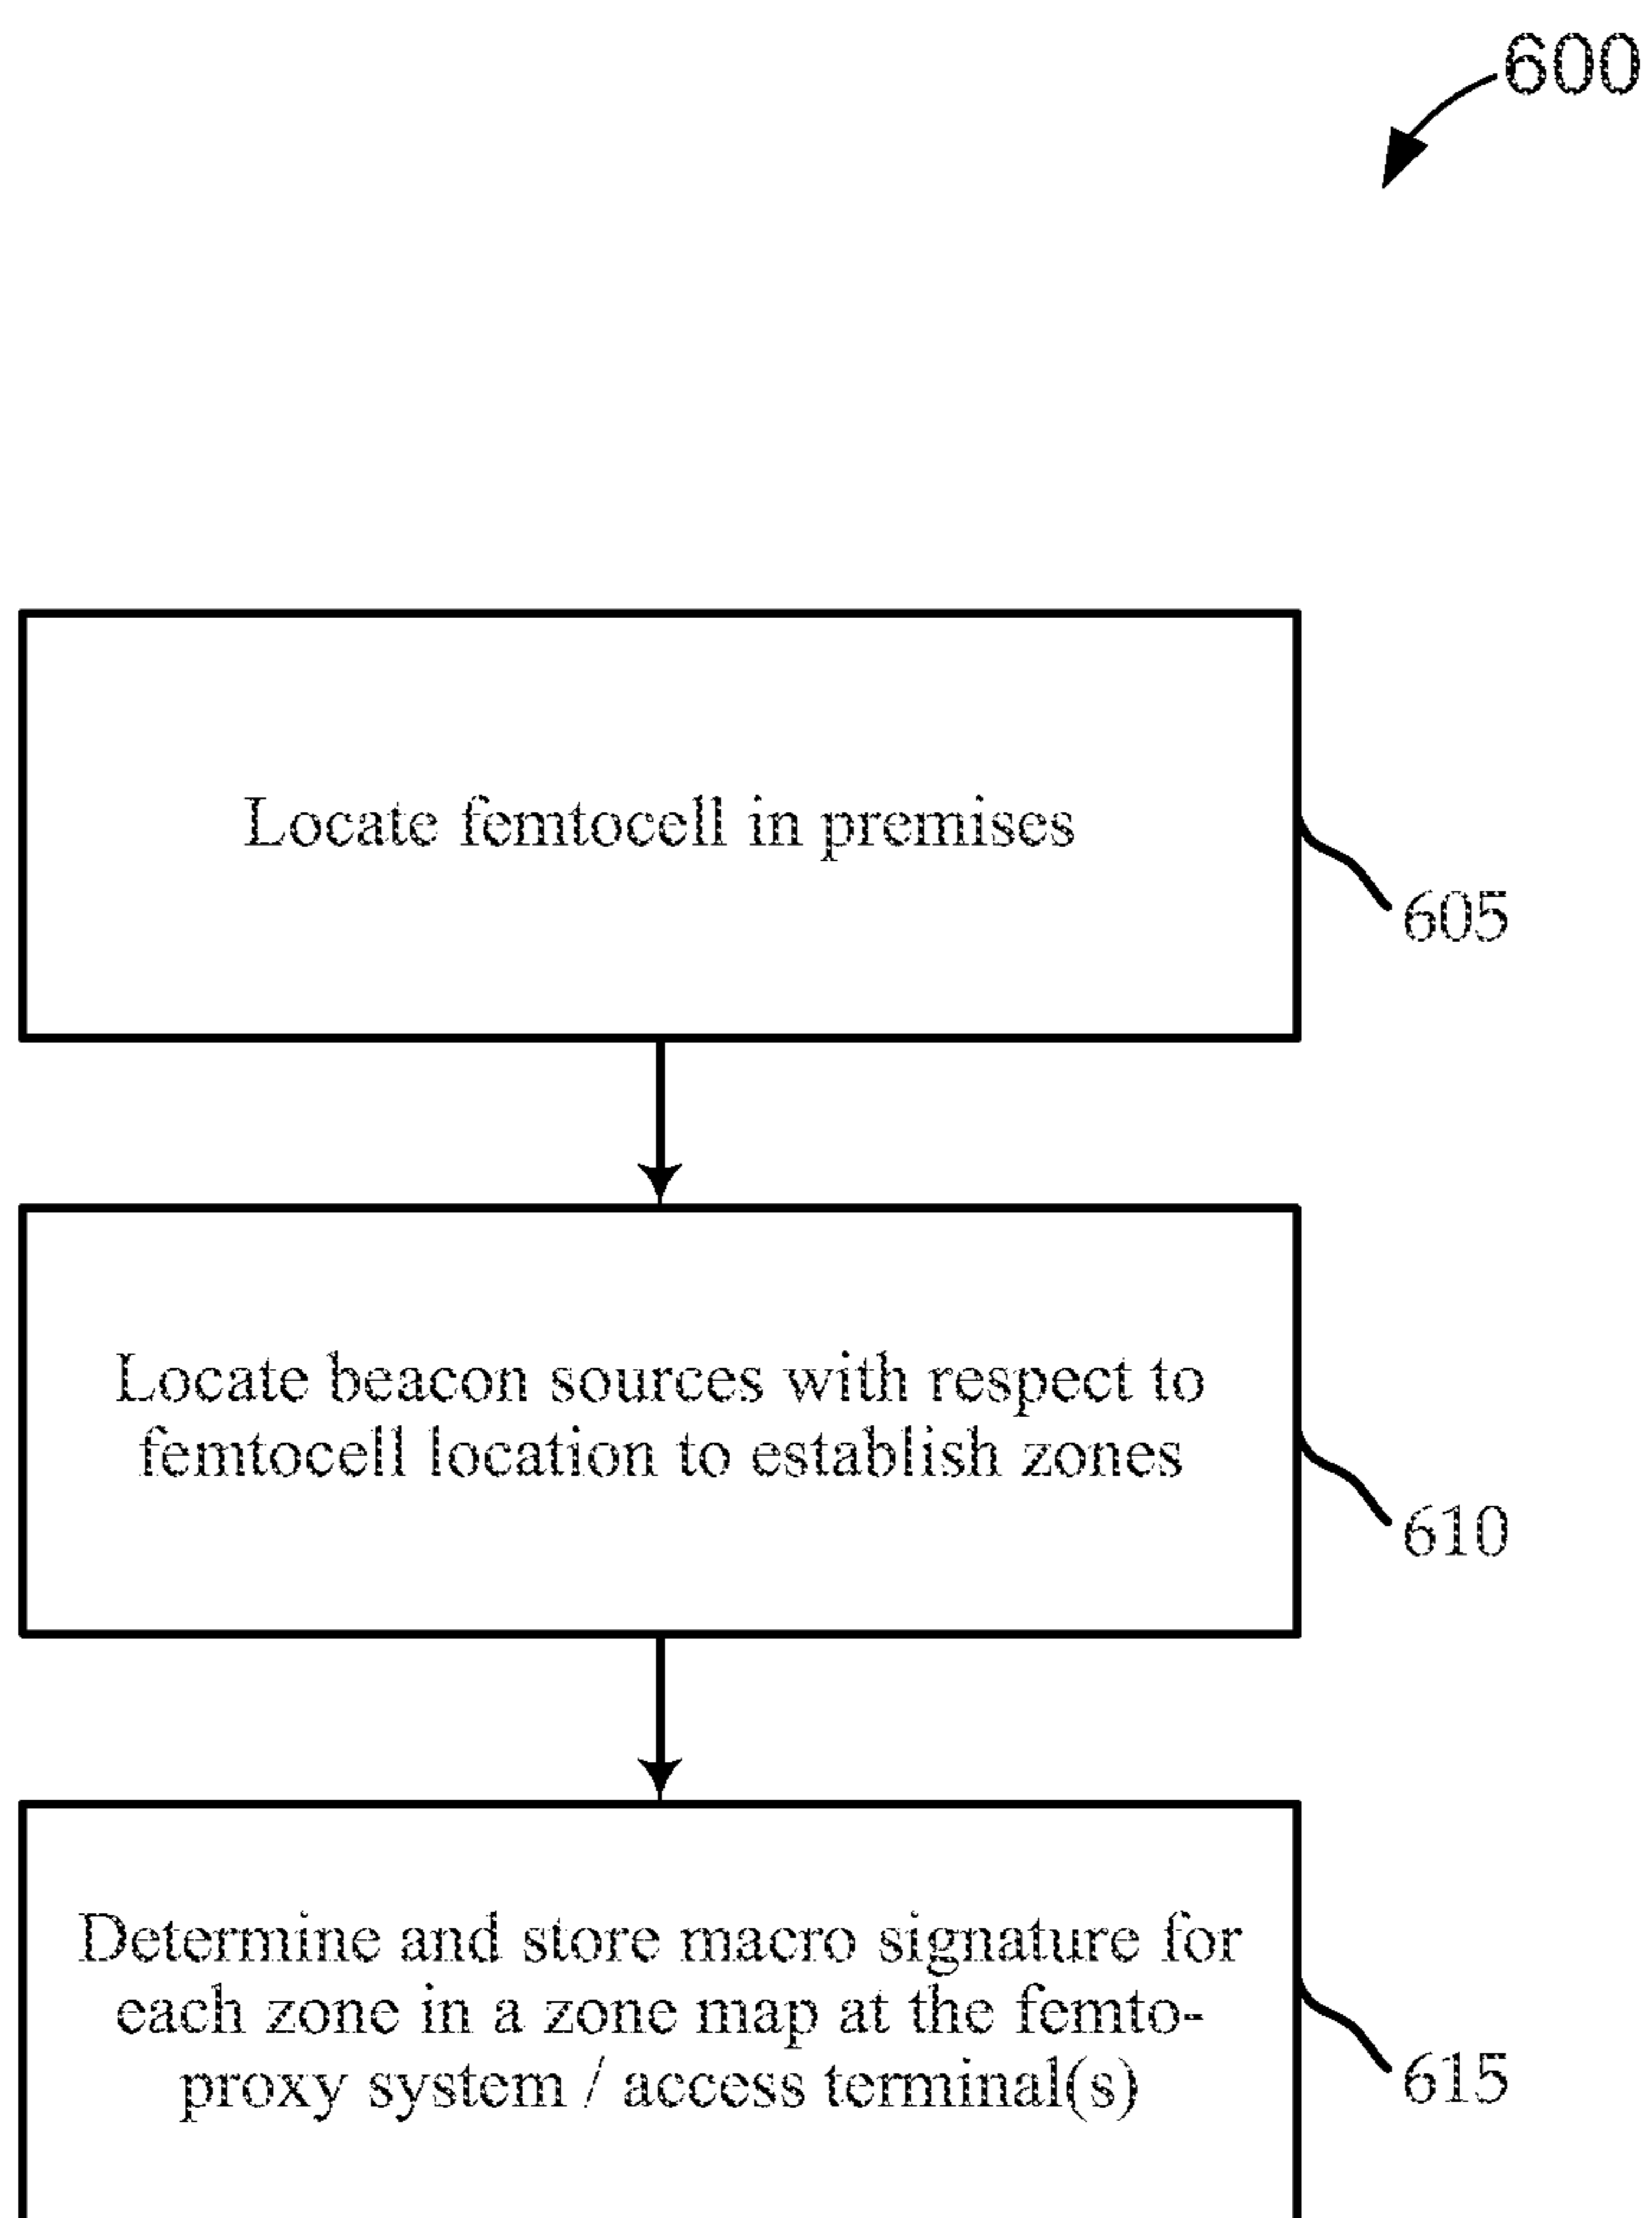 600
Locate femtocell in premises
605
Locate beacon sources with respect to
femtocell location to establish zones
610
Determine and store macro signature for
each zone in a zone map at the femto-
proxy system / access terminal(s)
615